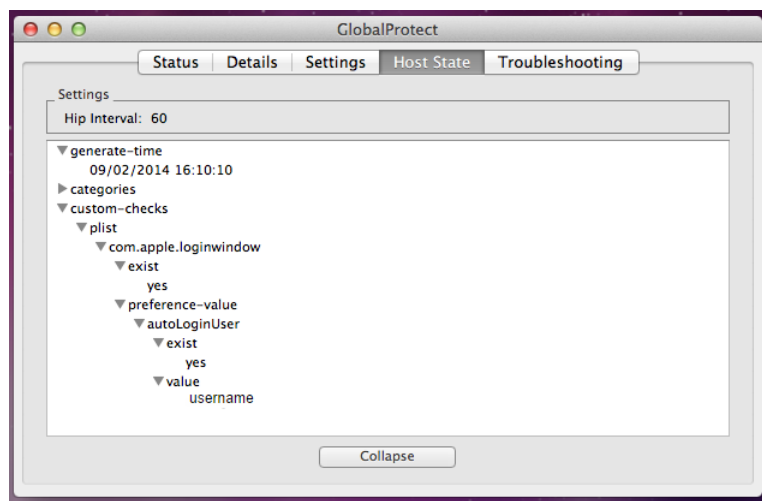 GlobalProtect
Status Details Settings Host State Troubleshooting
Settings
Hip Interval: 60
generate-time
09/02/2014 16:10:10
categories
custom-checks
plist
com.apple.loginwindow
exist
yes
preference-value
autoLoginUser
exist
yes
value
username
Collapse